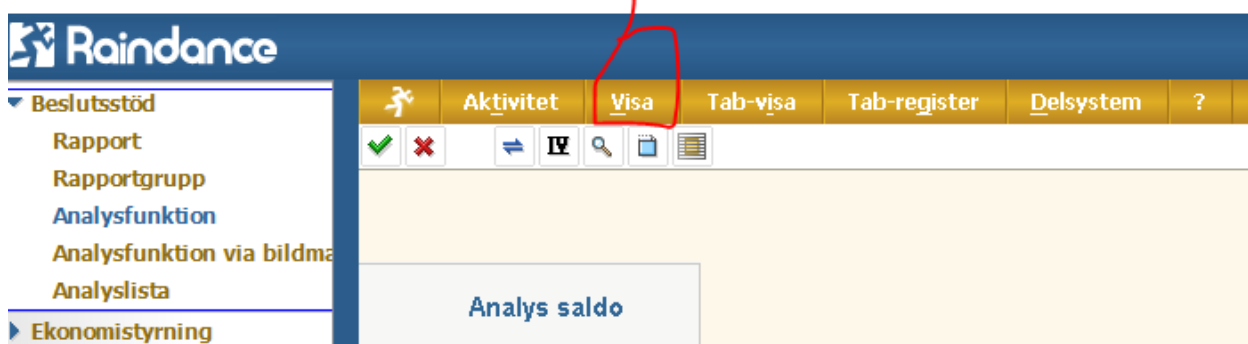 Raindance
Beslutsstöd
Rapport
Rapportgrupp
Analysfunktion
Analysfunktion via bildma
Analyslista
Ekonomistyrning
Aktivitet Visa Tab-visa Tab-register Delsystem ?
IV
Analys saldo